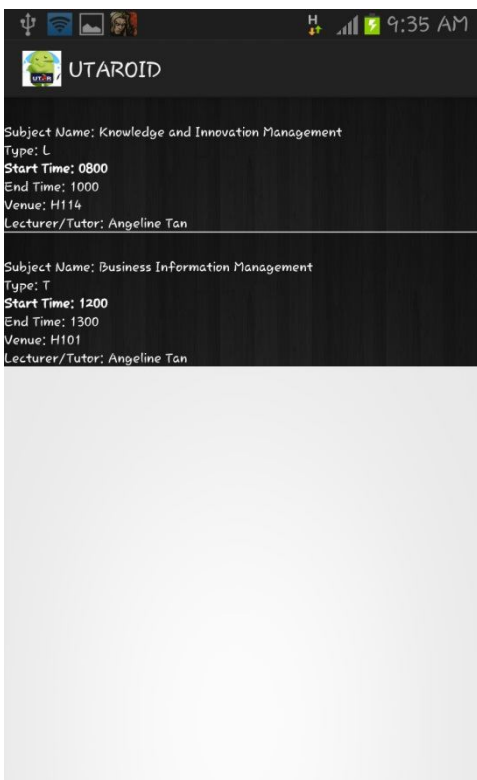 H
9:35 AM
UTAR
UTAROID
Subject Name: Knowledge and Innovation Management
Type: L
Start Time: 0800
End Time: 1000
Venue: H114
Lecturer/Tutor: Angeline Tan
Subject Name: Business Information Management
Type: T
Start Time: 1200
End Time: 1300
Venue: H101
Lecturer/Tutor: Angeline Tan